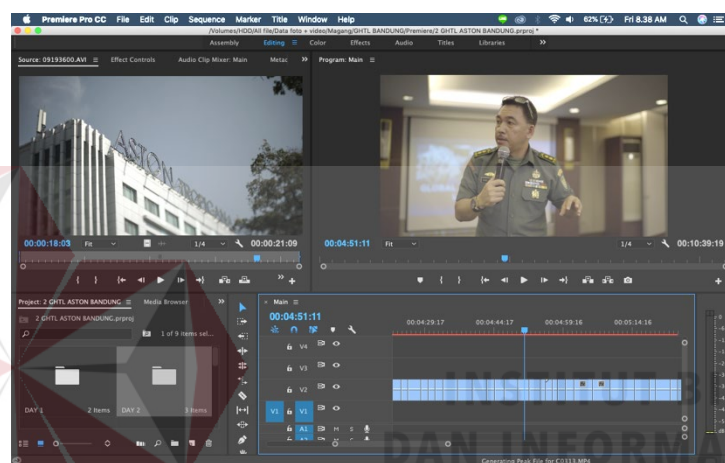 Premiere Pro CC File Edit Clip Sequence Marker Title Window Help 62% Fri 8.38 AM
/Volumes/HDD/All file/Data foto + video/Magang/GHTL BANDUNG/Premiere/2 GHTL ASTON BANDUNG.prproj *
Assembly Editing Color Effects Audio Titles Libraries
Source: 09193600.AVI Effect Controls Audio Clip Mixer: Main Metac Program: Main
ASTON TROPICANA
GLOBAL
00:00:18:03 Fit 1/4 00:00:21:09 00:04:51:11 Fit 1/4 00:10:39:19
Project: 2 GHTL ASTON BANDUNG Media Browser
2 GHTL ASTON BANDUNG.prproj
1 of 9 items sel...
DAY 1 2 Items DAY 2 3 Items
× Main
00:04:51:11
00:04:29:17 00:04:44:17 00:04:59:16 00:05:14:16
V4
V3
V2
V1 V1
A1 M S
INSTITUT BI
DAN INFORMA
Generating Peak File for C0313.MP4